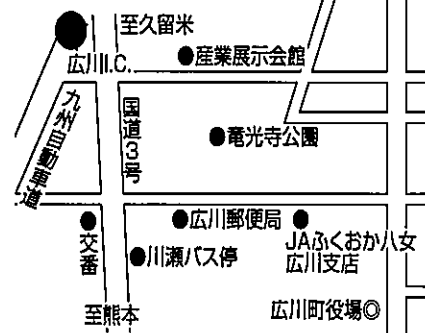 至久留米
広川I.C.
●産業展示会館
九州自動車道
国道3号
●竜光寺公園
●広川郵便局
交番
JAふくおか八女
広川支店
●川瀬バス停
至熊本
広川町役場◎